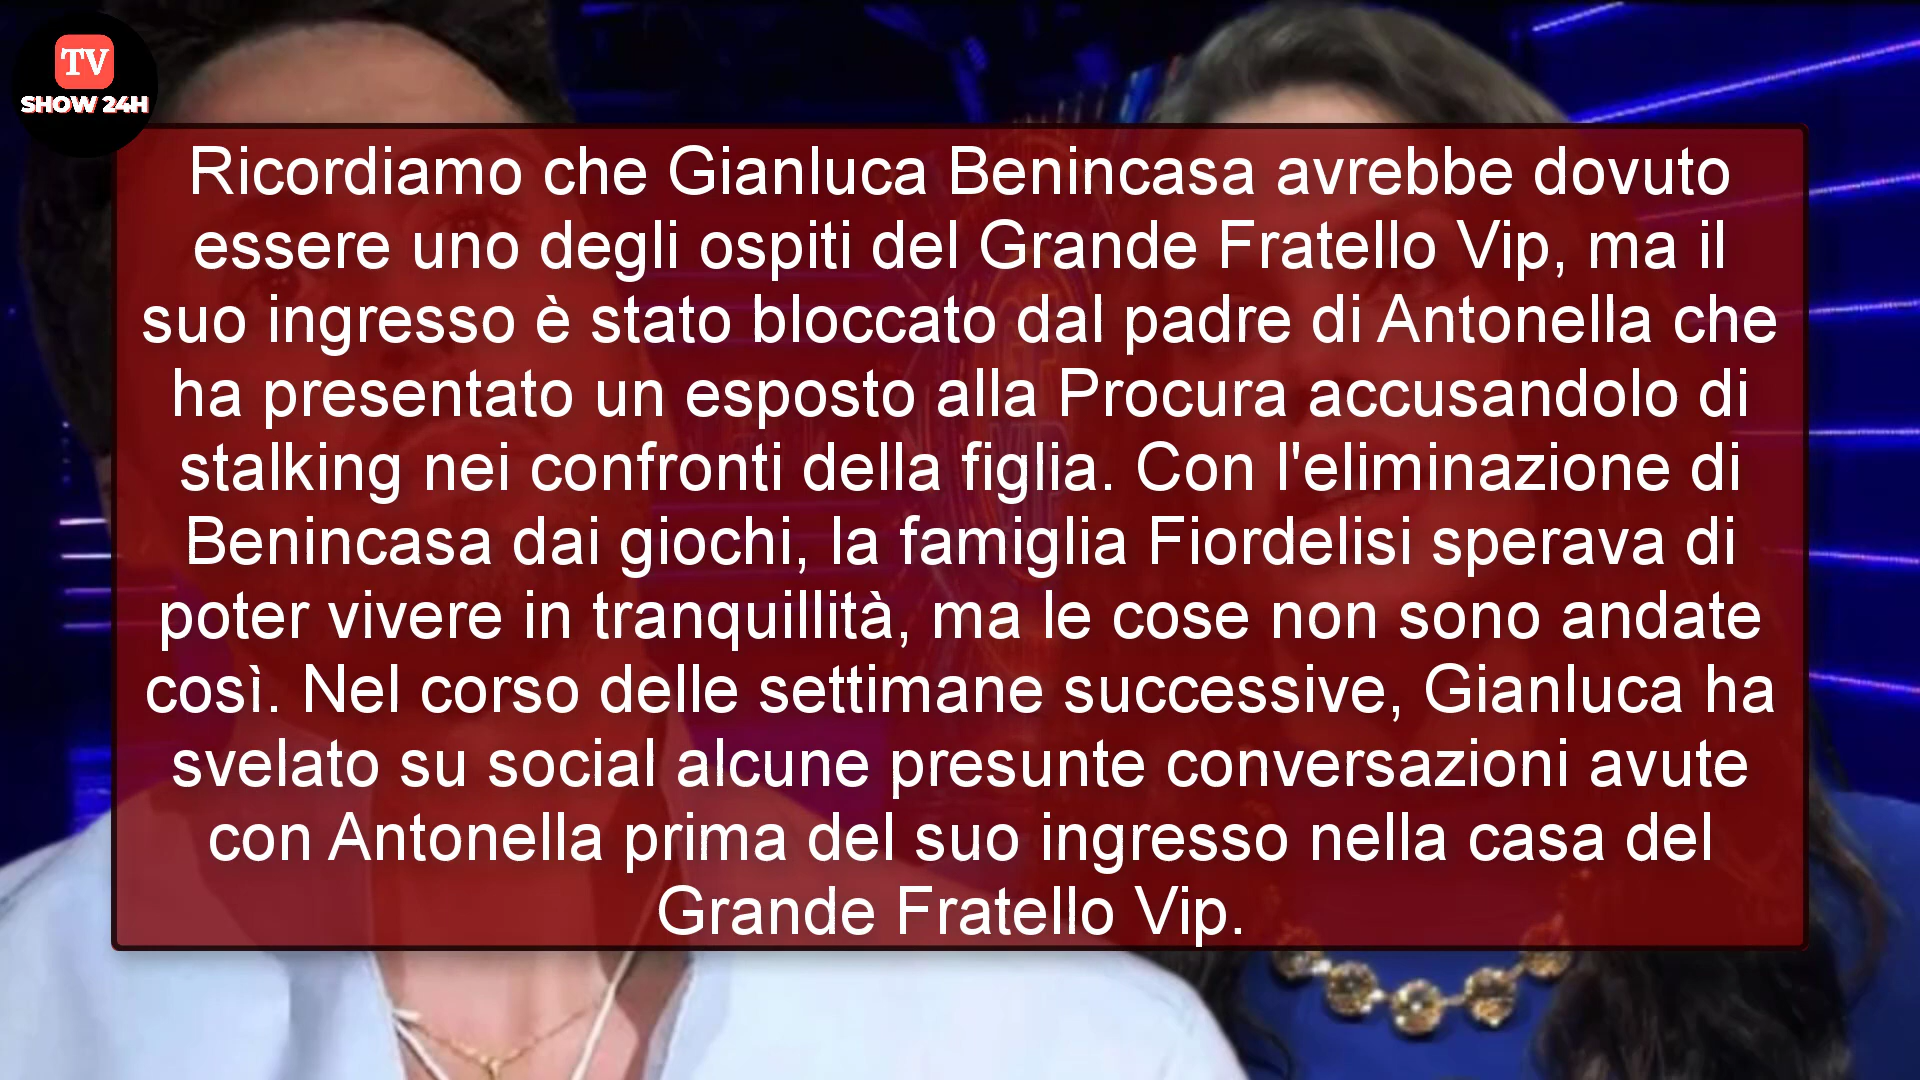 TV
SHOW 24H
Ricordiamo che Gianluca Benincasa avrebbe dovuto
essere uno degli ospiti del Grande Fratello Vip, ma il
suo ingresso è stato bloccato dal padre di Antonella che
ha presentato un esposto alla Procura accusandolo di
stalking nei confronti della figlia. Con l'eliminazione di
Benincasa dai giochi, la famiglia Fiordelisi sperava di
poter vivere in tranquillità, ma le cose non sono andate
così. Nel corso delle settimane successive, Gianluca ha
svelato su social alcune presunte conversazioni avute
con Antonella prima del suo ingresso nella casa del
Grande Fratello Vip.